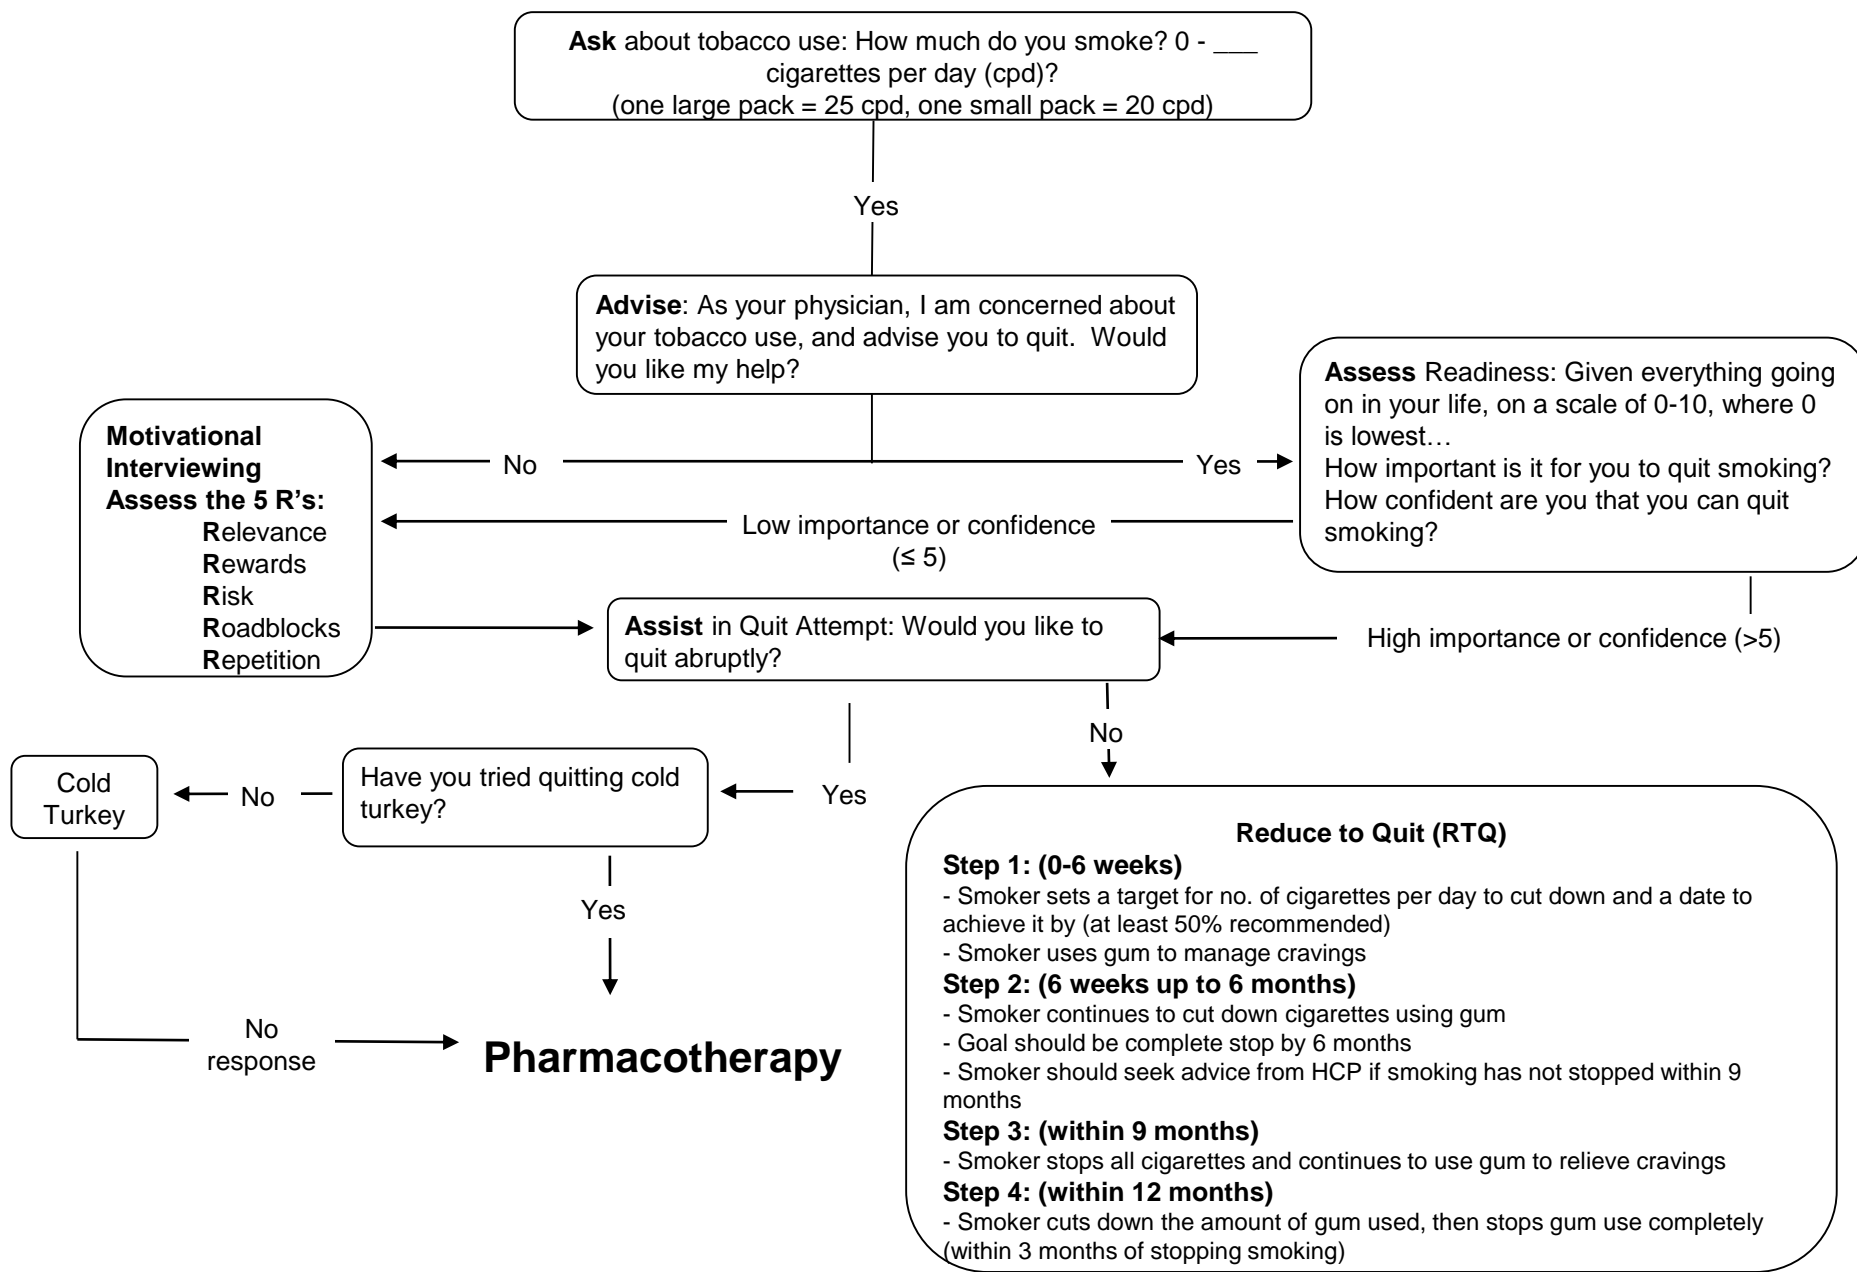 Ask about tobacco use: How much do you smoke? 0 - ___
cigarettes per day (cpd)?
(one large pack = 25 cpd, one small pack = 20 cpd)
Yes
Advise: As your physician, I am concerned about
your tobacco use, and advise you to quit.  Would
you like my help?
Assess Readiness: Given everything going
on in your life, on a scale of 0-10, where 0
is lowest…
How important is it for you to quit smoking?
How confident are you that you can quit
smoking?
Motivational
Interviewing
Assess the 5 R's:
Relevance
Rewards
Risk
Roadblocks
Repetition
No
Yes
Low importance or confidence
(≤ 5)
Assist in Quit Attempt: Would you like to
quit abruptly?
High importance or confidence (>5)
No
Cold
Turkey
No
Have you tried quitting cold
turkey?
Yes
Yes
No
response
Pharmacotherapy
Reduce to Quit (RTQ)
Step 1: (0-6 weeks)
- Smoker sets a target for no. of cigarettes per day to cut down and a date to
achieve it by (at least 50% recommended)
- Smoker uses gum to manage cravings
Step 2: (6 weeks up to 6 months)
- Smoker continues to cut down cigarettes using gum
- Goal should be complete stop by 6 months
- Smoker should seek advice from HCP if smoking has not stopped within 9
months
Step 3: (within 9 months)
- Smoker stops all cigarettes and continues to use gum to relieve cravings
Step 4: (within 12 months)
- Smoker cuts down the amount of gum used, then stops gum use completely
(within 3 months of stopping smoking)